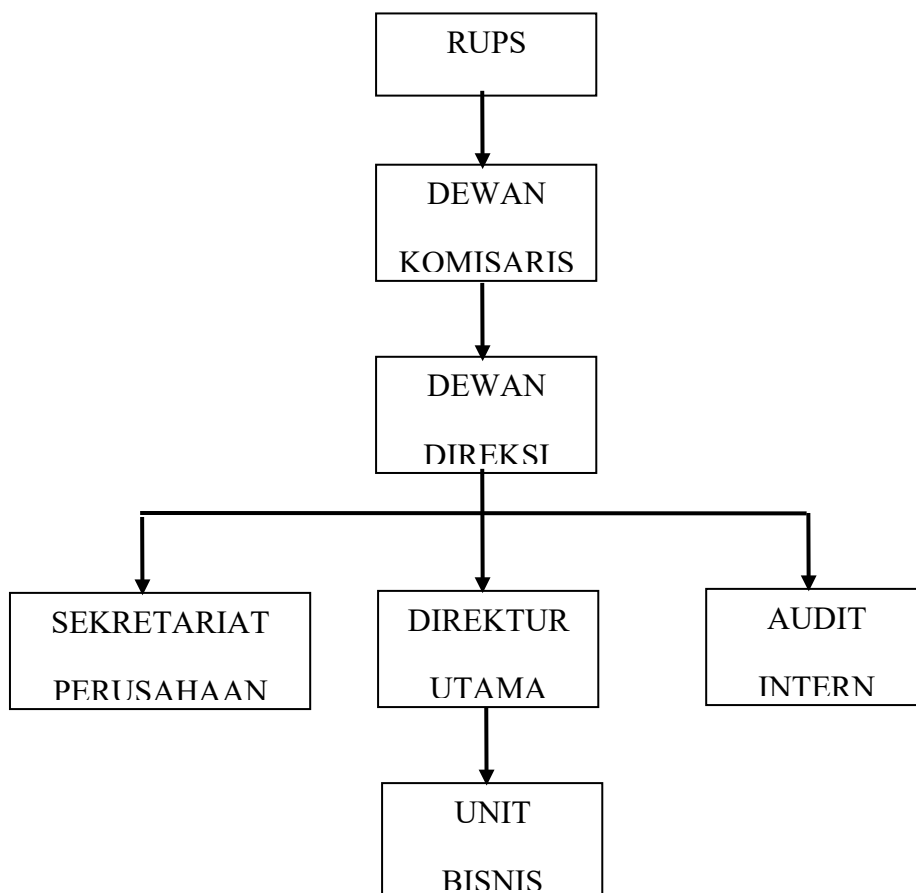 RUPS
DEWAN
KOMISARIS
DEWAN
DIREKSI
SEKRETARIAT
PERUSAHAAN
DIREKTUR
UTAMA
AUDIT
INTERN
UNIT
BISNIS